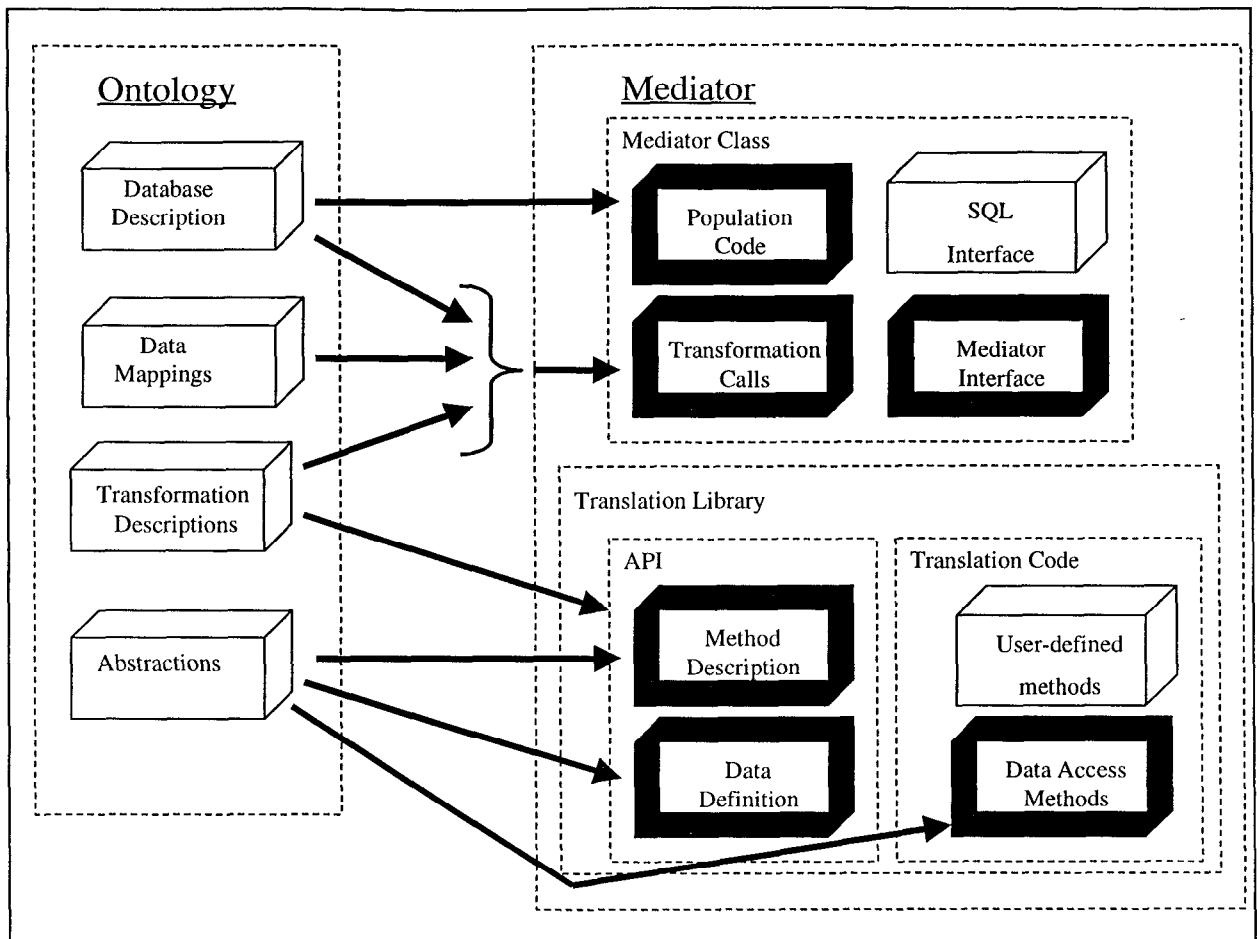 Ontology
Database
Description
Data
Mappings
Transformation
Descriptions
Abstractions
Mediator
Mediator Class
Population
Code
SQL
Interface
Transformation
Calls
Mediator
Interface
Translation Library
API
Method
Description
Data
Definition
Translation Code
User-defined
methods
Data Access
Methods